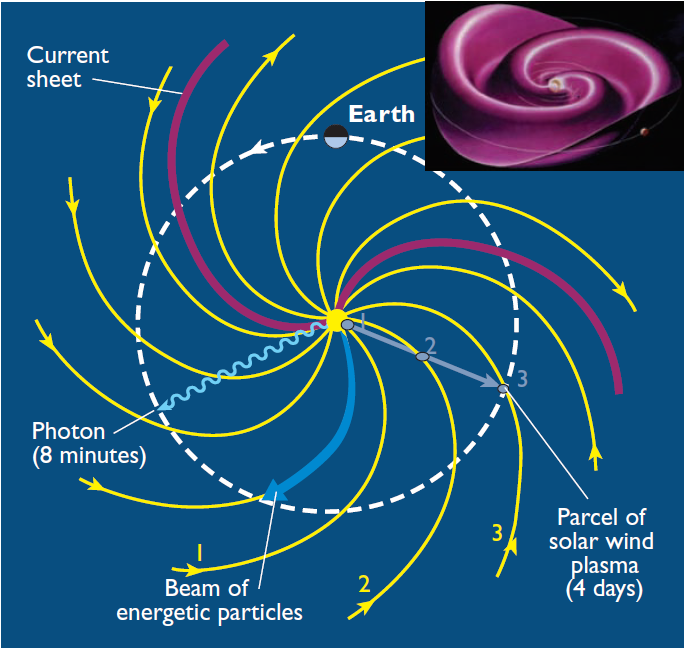 Current
sheet
Earth
1
2
3
Photon
(8 minutes)
Parcel of
solar wind
plasma
(4 days)
3
1
2
Beam of
energetic particles